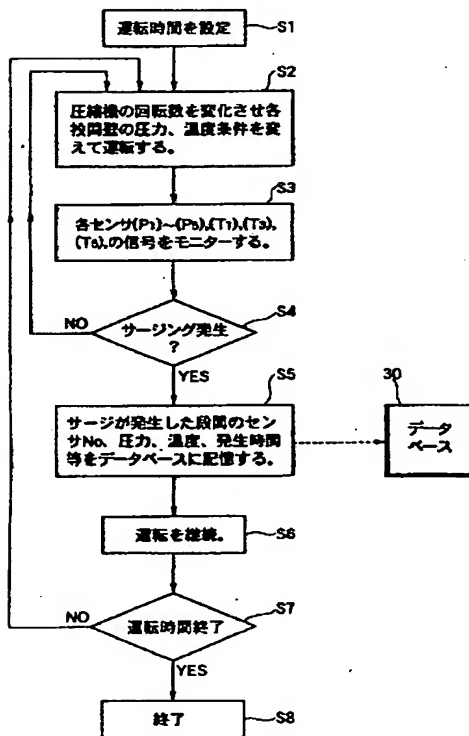 運転時間を設定
S1
S2
圧縮機の回転数を変化させ各
段間翌の圧力、温度条件を変
えて運転する。
S3
各センサ(P1)~(P5),(T1),(T3),
(T5),の信号をモニターする。
S4
NO
サージング発生
?
YES
S5
サージが発生した段間のセン
サNo、圧力、温度、発生時間
等をデータベースに記憶する。
30
データ
ベース
運転を継続。
S6
S7
NO
運転時間終了
YES
終了
S8